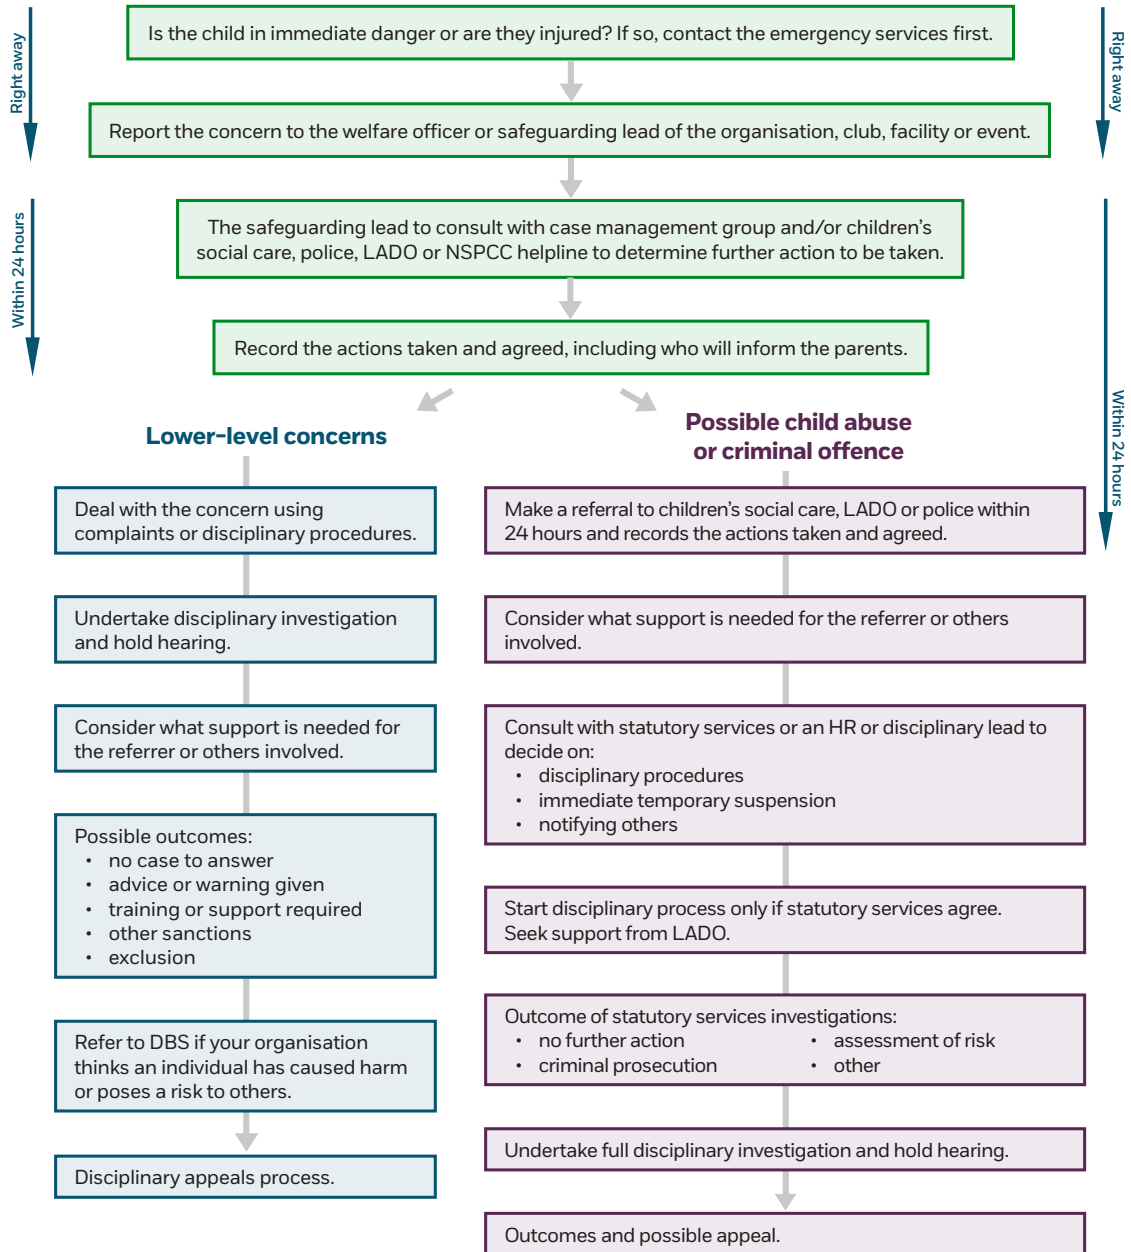 Right away
Is the child in immediate danger or are they injured? If so, contact the emergency services first.
Right away
Report the concern to the welfare officer or safeguarding lead of the organisation, club, facility or event.
Within 24 hours
The safeguarding lead to consult with case management group and/or children's
social care, police, LADO or NSPCC helpline to determine further action to be taken.
Record the actions taken and agreed, including who will inform the parents.
Within 24 hours
Lower-level concerns
Deal with the concern using
complaints or disciplinary procedures.
Undertake disciplinary investigation
and hold hearing.
Consider what support is needed for
the referrer or others involved.
Possible outcomes:
• no case to answer
• advice or warning given
• training or support required
• other sanctions
• exclusion
Refer to DBS if your organisation
thinks an individual has caused harm
or poses a risk to others.
Disciplinary appeals process.
Possible child abuse
or criminal offence
Make a referral to children's social care, LADO or police within
24 hours and records the actions taken and agreed.
Consider what support is needed for the referrer or others
involved.
Consult with statutory services or an HR or disciplinary lead to
decide on:
• disciplinary procedures
• immediate temporary suspension
• notifying others
Start disciplinary process only if statutory services agree.
Seek support from LADO.
Outcome of statutory services investigations:
• no further action
• criminal prosecution
• assessment of risk
• other
Undertake full disciplinary investigation and hold hearing.
Outcomes and possible appeal.